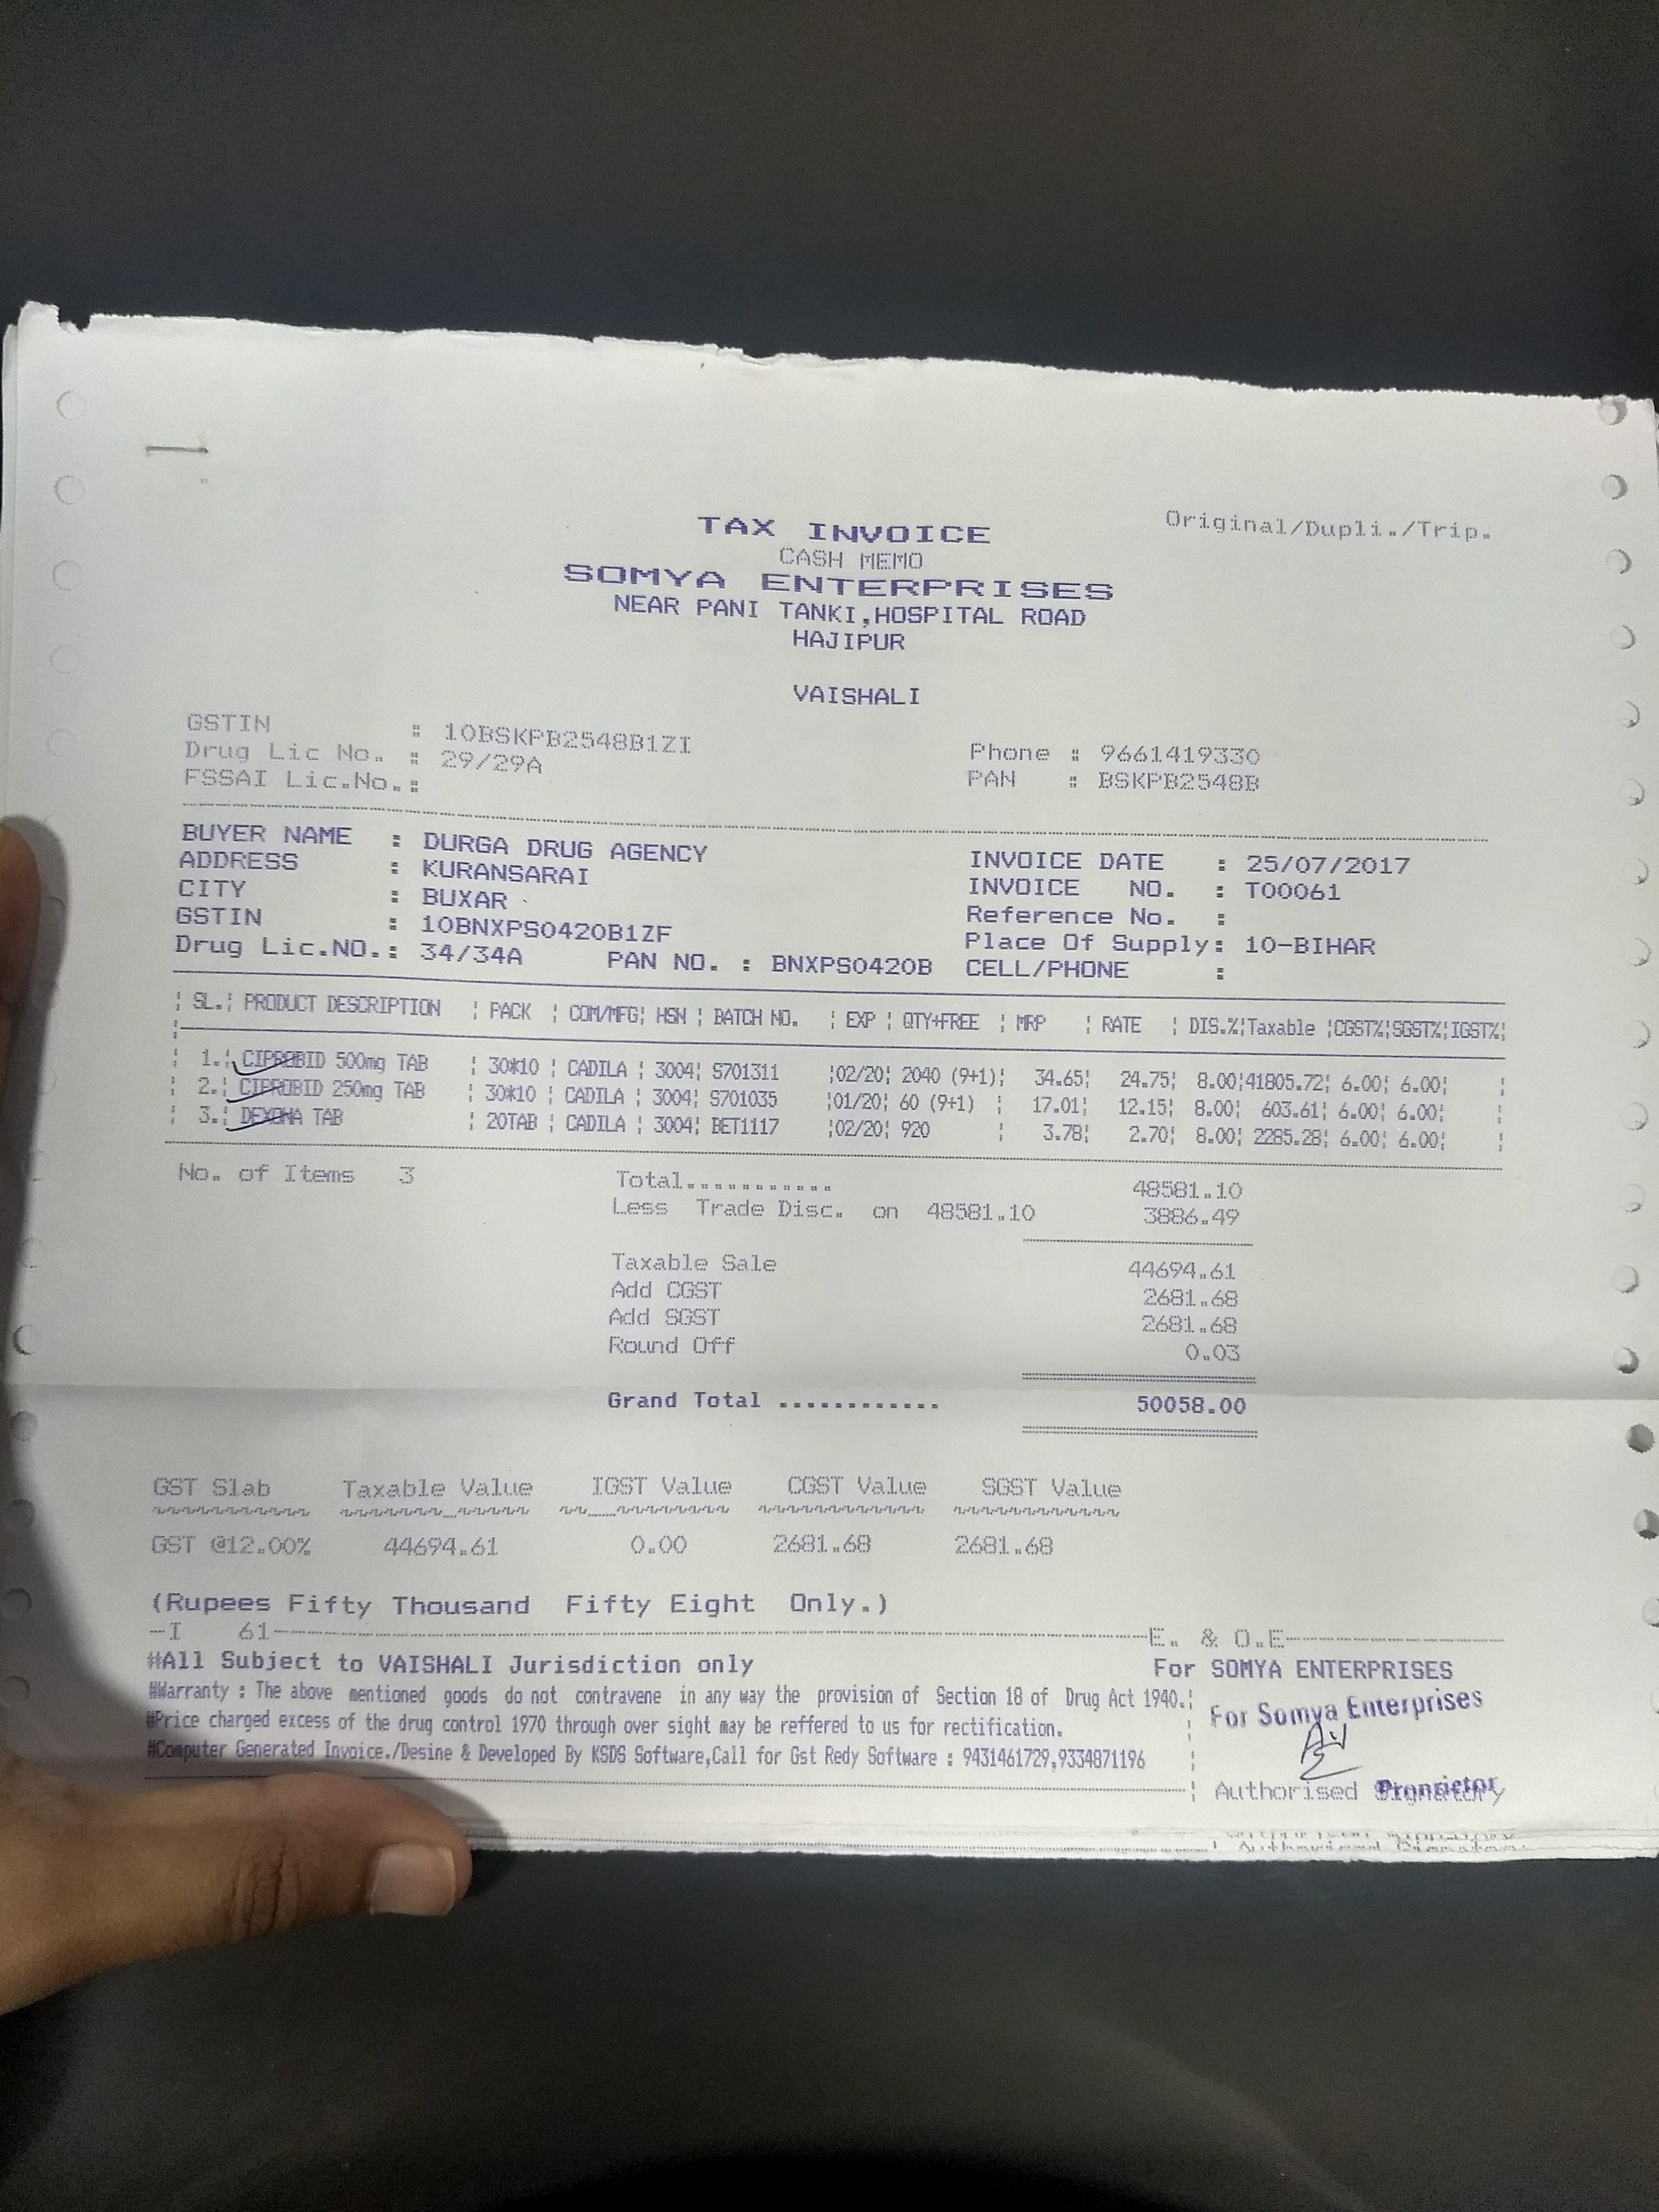 Original/Dupli./Trip.
TAX INVOICE
CASH MEMO
SOMYA ENTERPRISES
NEAR PANI TANKI,HOSPITAL ROAD
HAJIPUR
VAISHALI
GSTIN : 10BSKPB2548B1ZI
Drug Lic No. : 29/29A Phone : 9661419330
FSSAI Lic.No.: PAN : BSKPB2548B
BUYER NAME : DURGA DRUG AGENCY INVOICE DATE : 25/07/2017
ADDRESS : KURANSARAI INVOICE NO. : T00061
CITY : BUXAR Reference No. :
GSTIN : 10BNXPS0420B1ZF Place Of Supply: 10-BIHAR
Drug Lic.NO.: 34/34A PAN NO. : BNXPS0420B CELL/PHONE :
¦ SL.¦ PRODUCT DESCRIPTION ¦ PACK ¦ COM/MFG¦ HSN ¦ BATCH NO. ¦ EXP ¦ QTY+FREE ¦ MRP ¦ RATE ¦ DIS.%¦Taxable ¦CGST%¦SGST%¦IGST%¦
¦ 1.¦ CIPROBID 500mg TAB ¦ 30*10 ¦ CADILA ¦ 3004¦ S701311 ¦02/20¦ 2040 (9+1)¦ 34.65¦ 24.75¦ 8.00¦41805.72¦ 6.00¦ 6.00¦ ¦
¦ 2.¦ CIPROBID 250mg TAB ¦ 30*10 ¦ CADILA ¦ 3004¦ S701035 ¦01/20¦ 60 (9+1) ¦ 17.01¦ 12.15¦ 8.00¦ 603.61¦ 6.00¦ 6.00¦ ¦
¦ 3.¦ DEXONA TAB ¦ 20TAB ¦ CADILA ¦ 3004¦ BET1117 ¦02/20¦ 920 ¦ 3.78¦ 2.70¦ 8.00¦ 2285.28¦ 6.00¦ 6.00¦ ¦
No. of Items 3 Total........... 48581.10
Less Trade Disc. on 48581.10 3886.49
Taxable Sale 44694.61
Add CGST 2681.68
Add SGST 2681.68
Round Off 0.03
Grand Total ............ 50058.00
GST Slab Taxable Value IGST Value CGST Value SGST Value
GST @12.00% 44694.61 0.00 2681.68 2681.68
(Rupees Fifty Thousand Fifty Eight Only.)
-I 61 E. & O.E
#All Subject to VAISHALI Jurisdiction only For SOMYA ENTERPRISES
#Warranty : The above mentioned goods do not contravene in any way the provision of Section 18 of Drug Act 1940.¦
For Somya Enterprises
#Price charged excess of the drug control 1970 through over sight may be reffered to us for rectification. ¦
#Computer Generated Invoice./Desine & Developed By KSDS Software,Call for Gst Redy Software : 9431461729,9334871196 ¦
Authorised Signatory
Proprietor